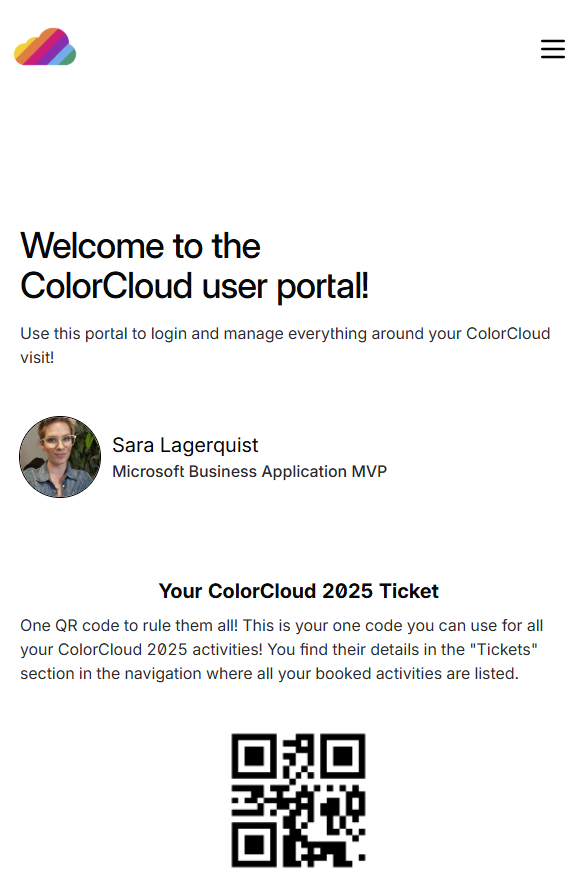 Welcome to the
ColorCloud user portal!
Use this portal to login and manage everything around your ColorCloud
visit!
Sara Lagerquist
Microsoft Business Application MVP
Your ColorCloud 2025 Ticket
One QR code to rule them all! This is your one code you can use for all
your ColorCloud 2025 activities! You find their details in the "Tickets"
section in the navigation where all your booked activities are listed.